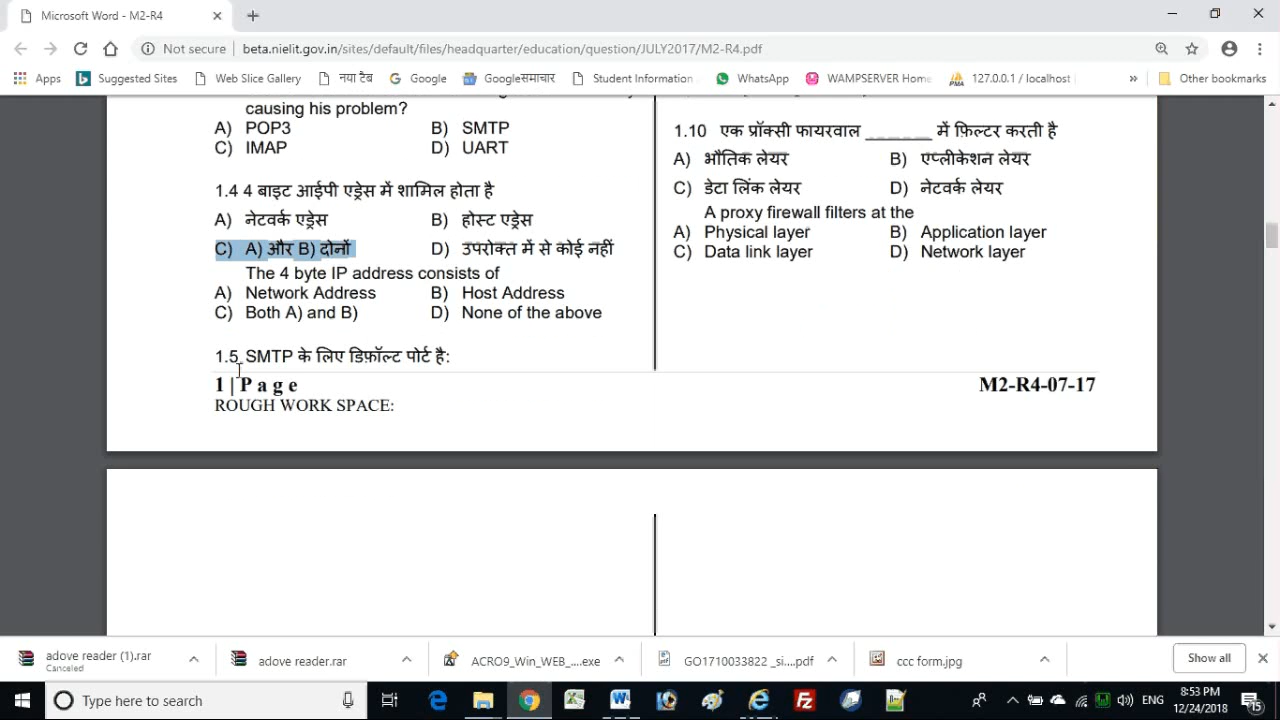 Microsoft Word - M2-R4
Not secure | beta.nielit.gov.in/sites/default/files/headquarter/education/question/JULY2017/M2-R4.pdf
Apps Suggested Sites Web Slice Gallery नया टैब Google Googleसमाचार Student Information WhatsApp WAMPSERVER Home 127.0.0.1 / localhost » Other bookmarks
causing his problem?
A) POP3 B) SMTP
C) IMAP D) UART
1.4 4 बाइट आईपी एड्रेस में शामिल होता है
A) नेटवर्क एड्रेस B) होस्ट एड्रेस
C) A) और B) दोनों D) उपरोक्त में से कोई नहीं
The 4 byte IP address consists of
A) Network Address B) Host Address
C) Both A) and B) D) None of the above
1.5 SMTP के लिए डिफ़ॉल्ट पोर्ट है:
1.10 एक प्रॉक्सी फायरवाल ______ में फ़िल्टर करती है
A) भौतिक लेयर B) एप्लीकेशन लेयर
C) डेटा लिंक लेयर D) नेटवर्क लेयर
A proxy firewall filters at the
A) Physical layer B) Application layer
C) Data link layer D) Network layer
1 | P a g e M2-R4-07-17
ROUGH WORK SPACE:
adove reader (1).rar
Canceled
adove reader.rar
ACRO9_Win_WEB_....exe
GO1710033822 _si....pdf
ccc form.jpg
Show all
Type here to search
ENG
8:53 PM
12/24/2018
15